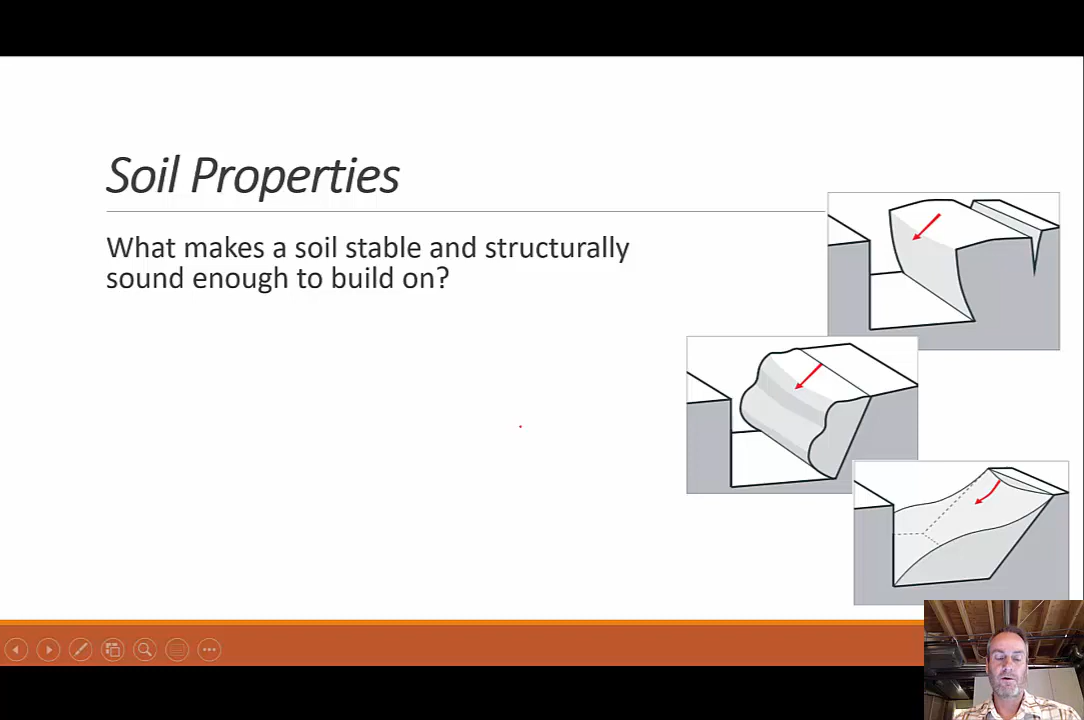 Soil Properties
What makes a soil stable and structurally
sound enough to build on?